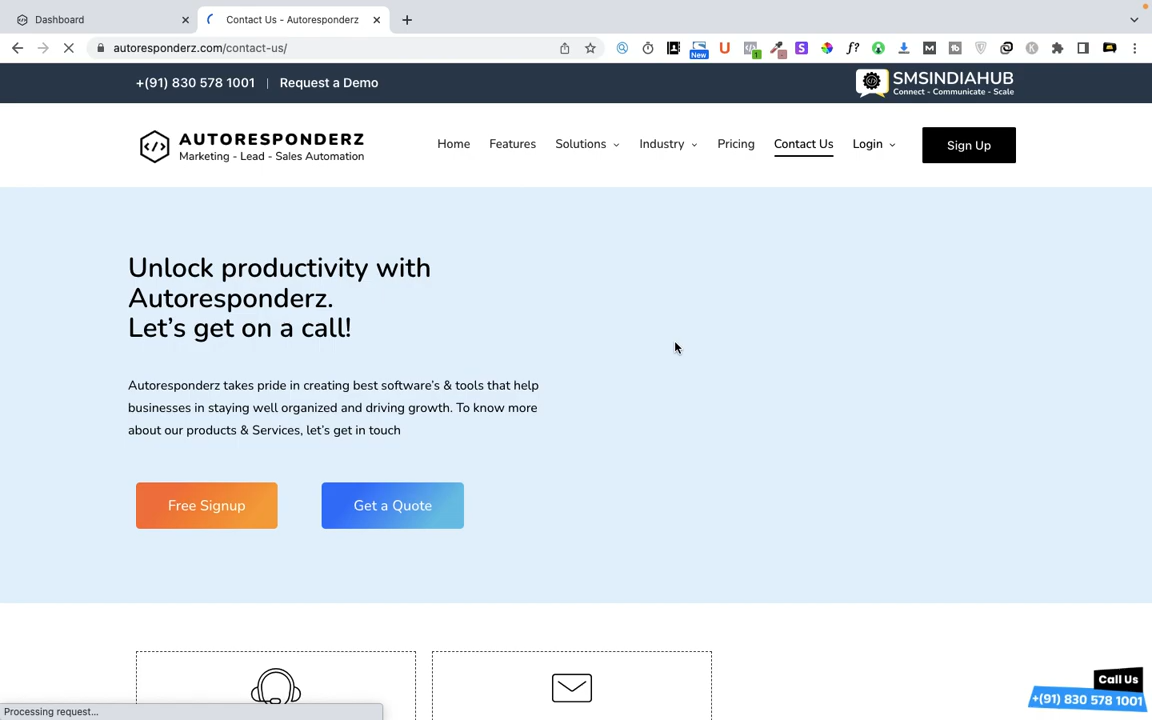 Dashboard
Contact Us - Autoresponderz
autoresponderz.com/contact-us/
New
1
+(91) 830 578 1001 | Request a Demo
SMSINDIAHUB
Connect - Communicate - Scale
AUTORESPONDERZ
Marketing - Lead - Sales Automation
Home Features Solutions Industry Pricing Contact Us Login
Sign Up
Unlock productivity with
Autoresponderz.
Let’s get on a call!
Autoresponderz takes pride in creating best software’s & tools that help
businesses in staying well organized and driving growth. To know more
about our products & Services, let’s get in touch
Free Signup Get a Quote
Call Us
+(91) 830 578 1001
Processing request...